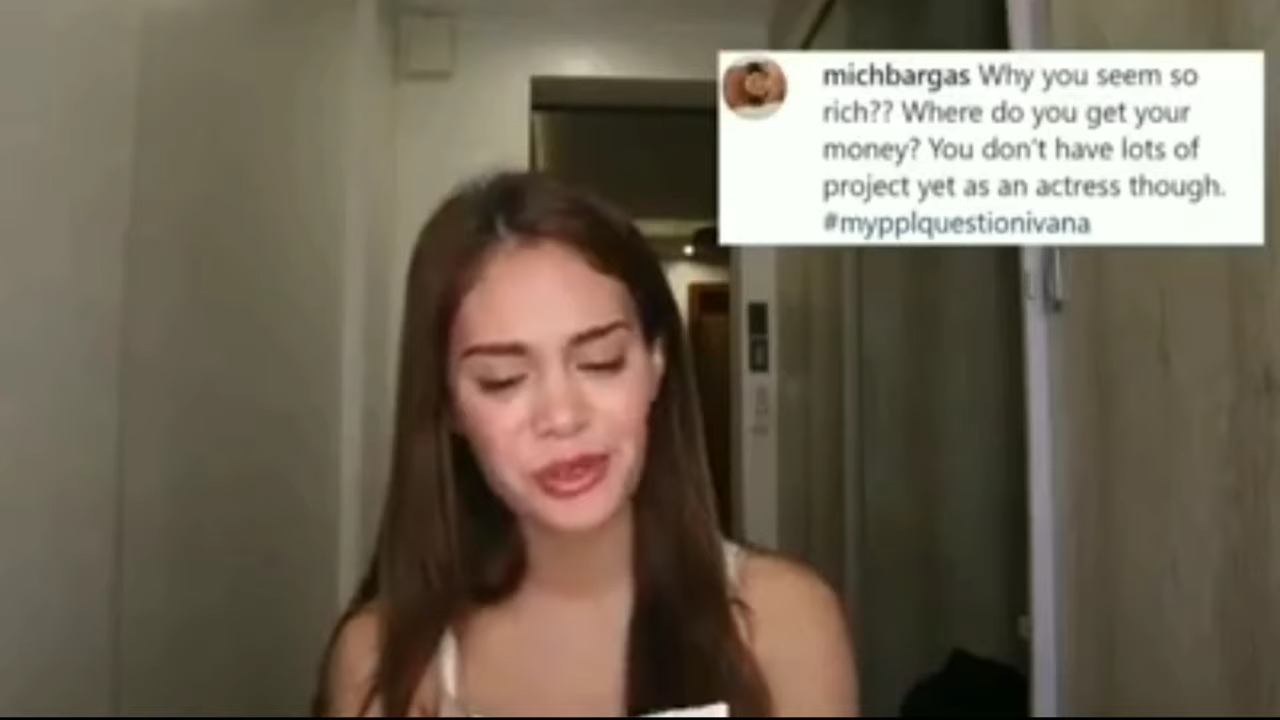 michbargas Why you seem so
rich?? Where do you get your
money? You don't have lots of
project yet as an actress though.
#mypplquestionivana